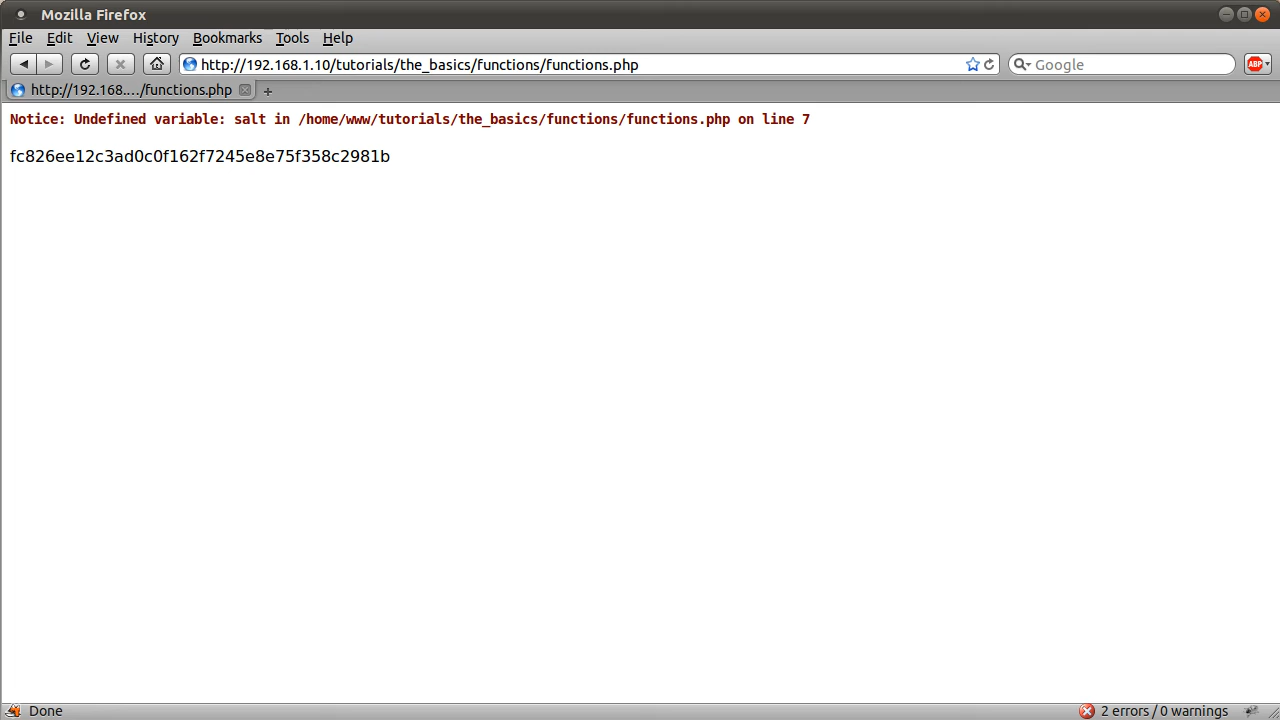 Mozilla Firefox
File Edit View History Bookmarks Tools Help
http://192.168.1.10/tutorials/the_basics/functions/functions.php
Google
ABP
http://192.168.…/functions.php
Notice: Undefined variable: salt in /home/www/tutorials/the_basics/functions/functions.php on line 7
fc826ee12c3ad0c0f162f7245e8e75f358c2981b
Done
2 errors / 0 warnings